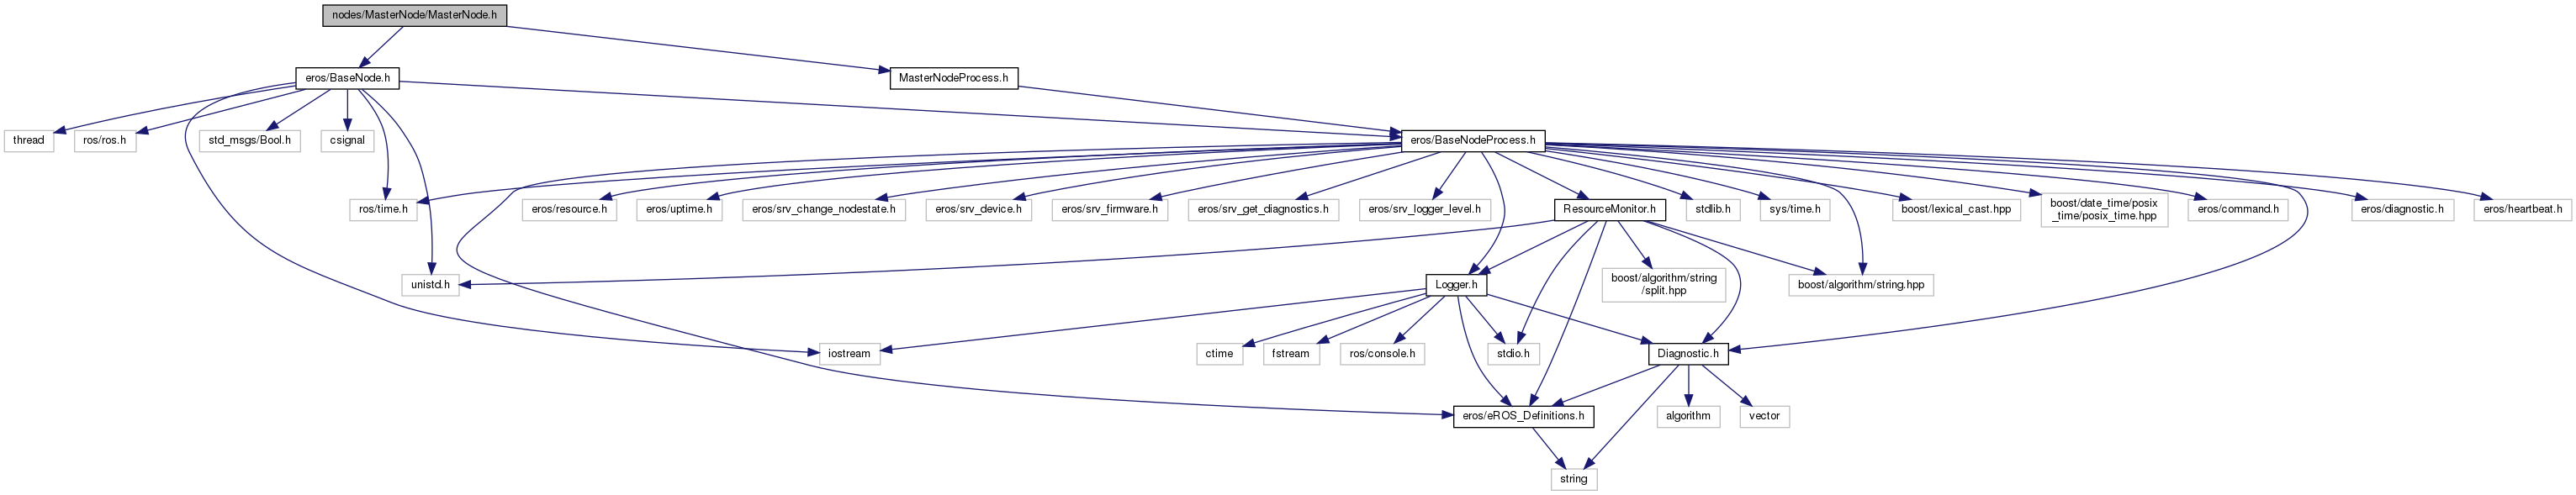 nodes/MasterNode/MasterNode.h
eros/BaseNode.h
MasterNodeProcess.h
thread
ros/ros.h
std_msgs/Bool.h
csignal
eros/BaseNodeProcess.h
ros/time.h
eros/resource.h
eros/uptime.h
eros/srv_change_nodestate.h
eros/srv_device.h
eros/srv_firmware.h
eros/srv_get_diagnostics.h
eros/srv_logger_level.h
ResourceMonitor.h
stdlib.h
sys/time.h
boost/lexical_cast.hpp
boost/date_time/posix
_time/posix_time.hpp
eros/command.h
eros/diagnostic.h
eros/heartbeat.h
unistd.h
Logger.h
boost/algorithm/string
/split.hpp
boost/algorithm/string.hpp
iostream
ctime
fstream
ros/console.h
stdio.h
Diagnostic.h
eros/eROS_Definitions.h
algorithm
vector
string